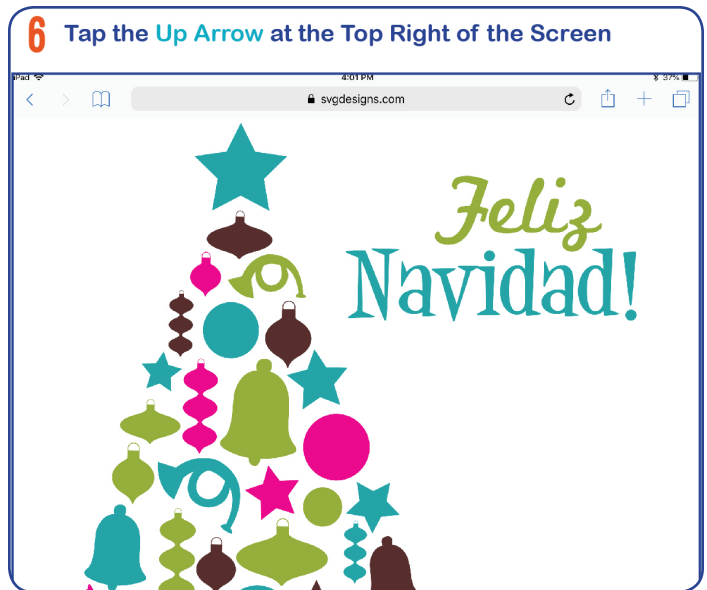 6 Tap the Up Arrow at the Top Right of the Screen
iPad 4:01 PM 37%
svgdesigns.com
Feliz
Navidad!